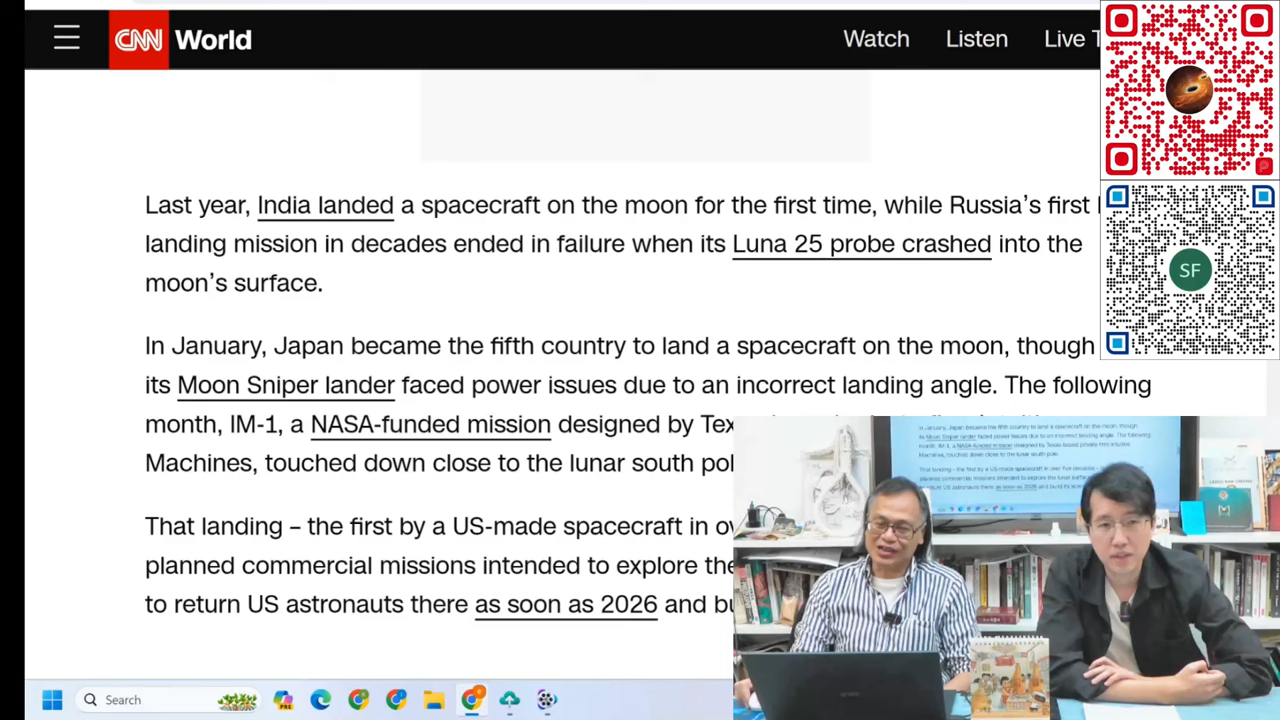 CNN World
Watch Listen Live T
Last year, India landed a spacecraft on the moon for the first time, while Russia’s first
landing mission in decades ended in failure when its Luna 25 probe crashed into the
moon’s surface.
In January, Japan became the fifth country to land a spacecraft on the moon, though
its Moon Sniper lander faced power issues due to an incorrect landing angle. The following
month, IM-1, a NASA-funded mission designed by Tex
Machines, touched down close to the lunar south pol
That landing – the first by a US-made spacecraft in ov
planned commercial missions intended to explore the
to return US astronauts there as soon as 2026 and bu
SF
Search
PRE